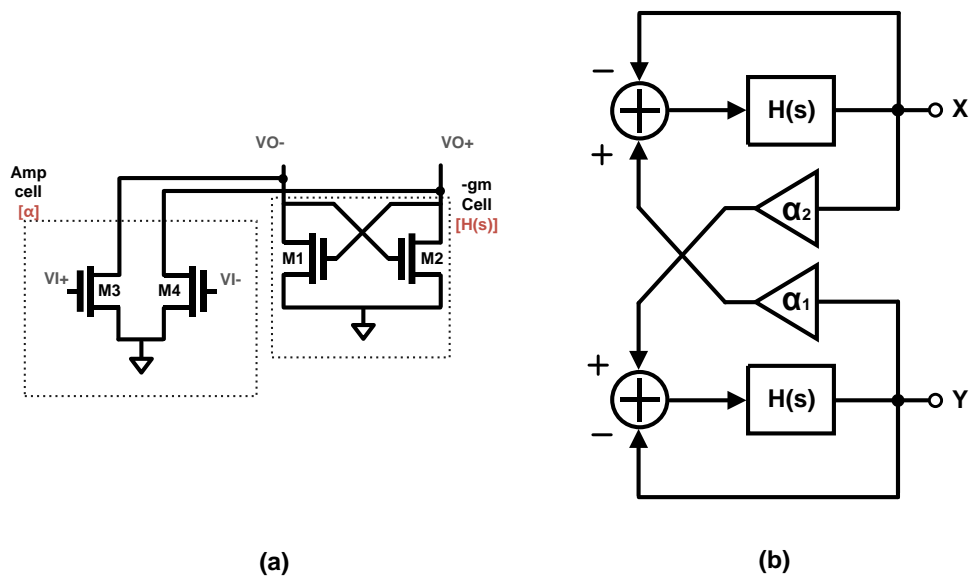 VO-
VO+
Amp
cell
[α]
-gm
Cell
[H(s)]
M1
M2
VI+
M3
M4
VI-
(a)
−
+
H(s)
X
α2
α1
+
−
H(s)
Y
(b)